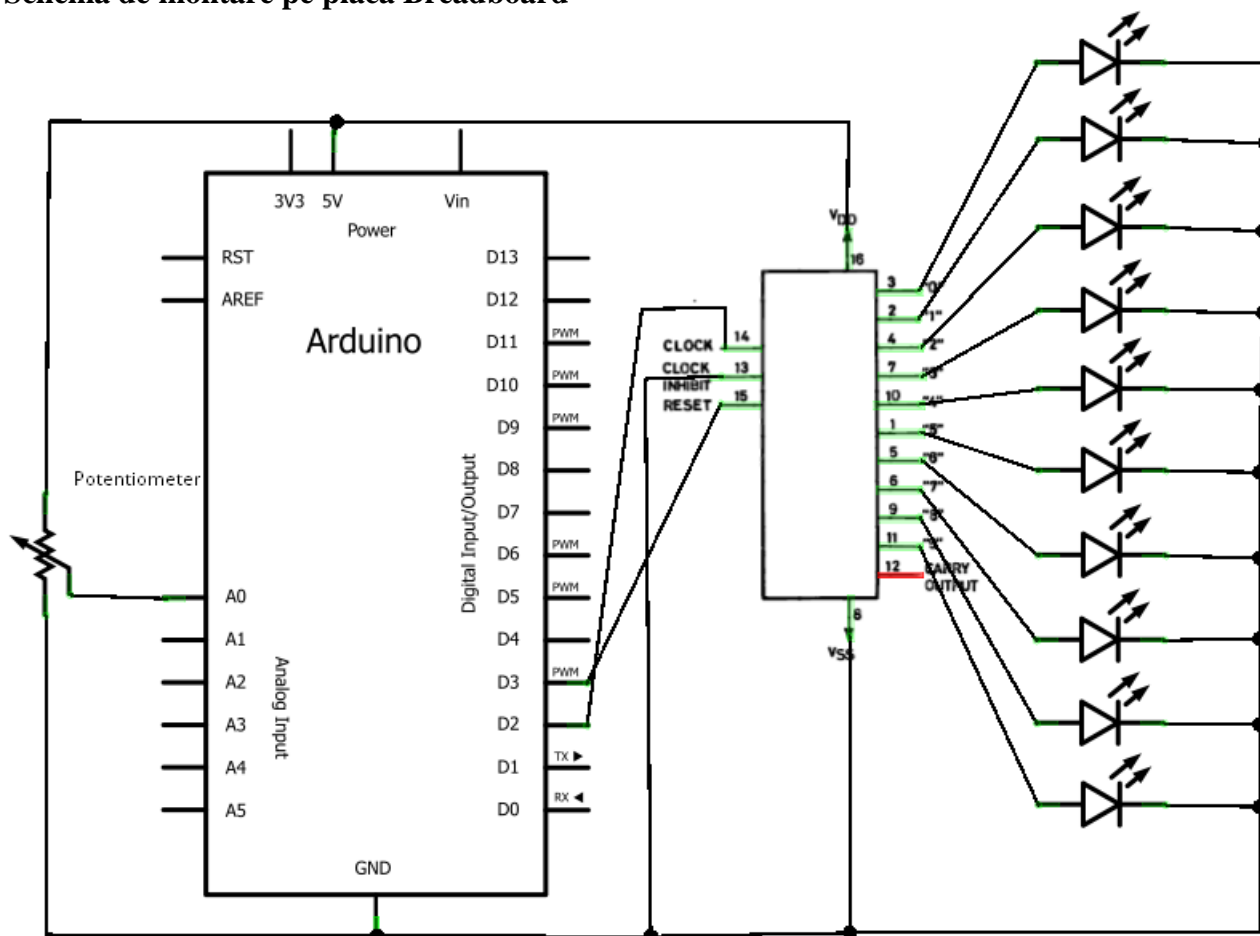 Schema de montare pe placa Breadboard
3V3 5V Vin
Power
RST
AREF
Arduino
Potentiometer
A0
A1
A2
A3
A4
A5
Analog Input
D13
D12
D11 PWM
D10 PWM
D9 PWM
D8
D7
D6 PWM
D5 PWM
D4
D3 PWM
D2
D1 TX
D0 RX
Digital Input/Output
GND
VDD
16
CLOCK 14
CLOCK INHIBIT 13
RESET 15
3 "0"
2 "1"
4 "2"
7 "3"
10 "4"
1 "5"
5 "6"
6 "7"
9 "8"
11 "9"
12 CARRY
OUTPUT
8
VSS